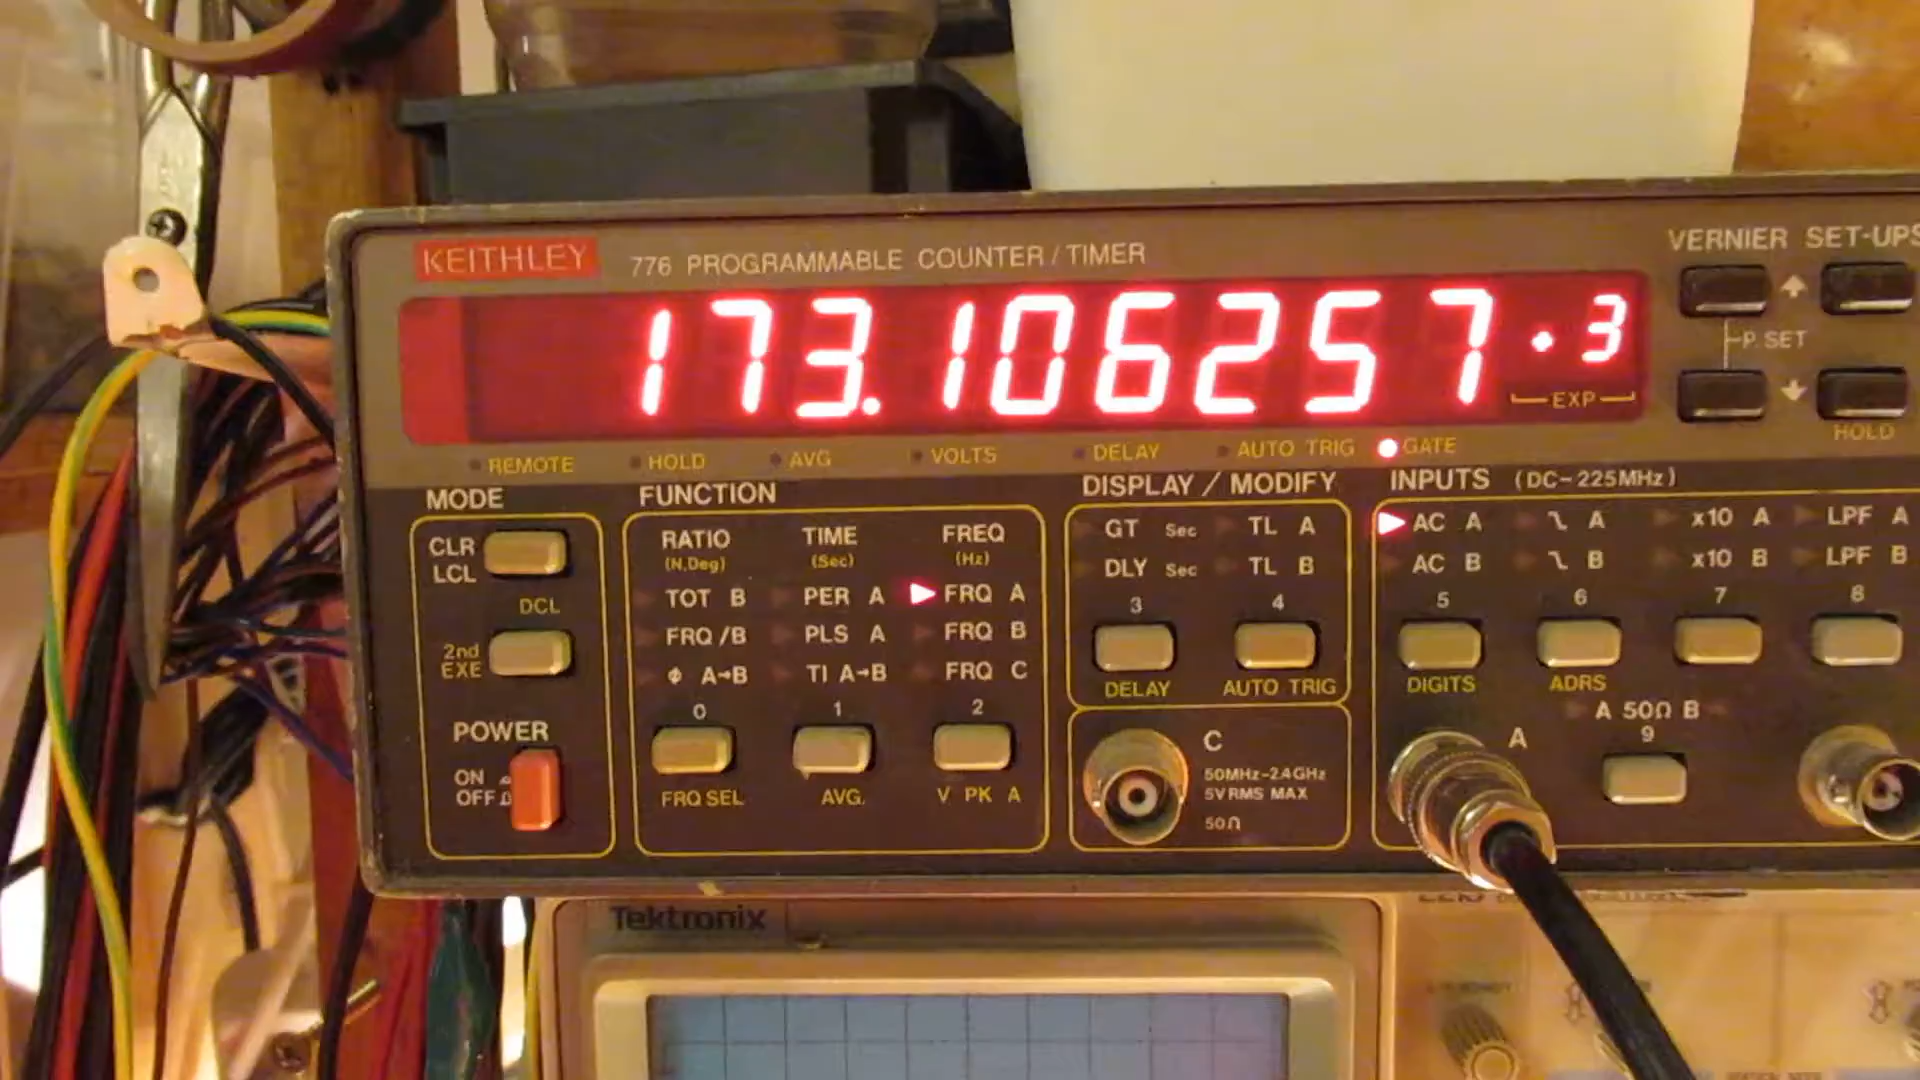 KEITHLEY 776 PROGRAMMABLE COUNTER / TIMER
VERNIER SET-UPS
173.106257 +3
P. SET
EXP
HOLD
REMOTE HOLD AVG VOLTS DELAY AUTO TRIG GATE
MODE
FUNCTION
DISPLAY / MODIFY
INPUTS (DC-225MHz)
CLR
LCL
DCL
2nd
EXE
POWER
ON
OFF
RATIO TIME FREQ
(N,Deg) (Sec) (Hz)
TOT B PER A FRQ A
FRQ /B PLS A FRQ B
Φ A→B TI A→B FRQ C
0 1 2
FRQ SEL AVG. V PK A
GT Sec TL A
DLY Sec TL B
3 4
DELAY AUTO TRIG
C
50MHz-2.4GHz
5V RMS MAX
50Ω
AC A A x10 A LPF A
AC B B x10 B LPF B
5 6 7 8
DIGITS ADRS
A 50Ω B
9
A
Tektronix